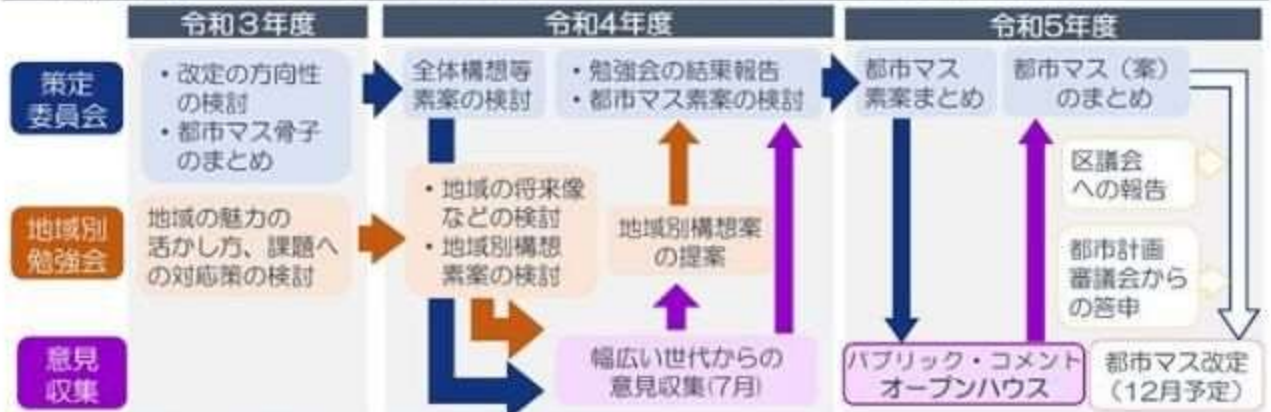 令和3年度
令和4年度
令和5年度
策定
委員会
・改定の方向性
の検討
・都市マス骨子
のまとめ
全体構想等
素案の検討
・勉強会の結果報告
・都市マス素案の検討
都市マス
素案まとめ
都市マス（案）
のまとめ
区議会
への報告
地域別
勉強会
地域の魅力の
活かし方、課題へ
の対応策の検討
・地域の将来像
などの検討
・地域別構想
素案の検討
地域別構想案
の提案
都市計画
審議会から
の答申
意見
収集
幅広い世代からの
意見収集(7月)
パブリック・コメント
オープンハウス
都市マス改定
(12月予定)